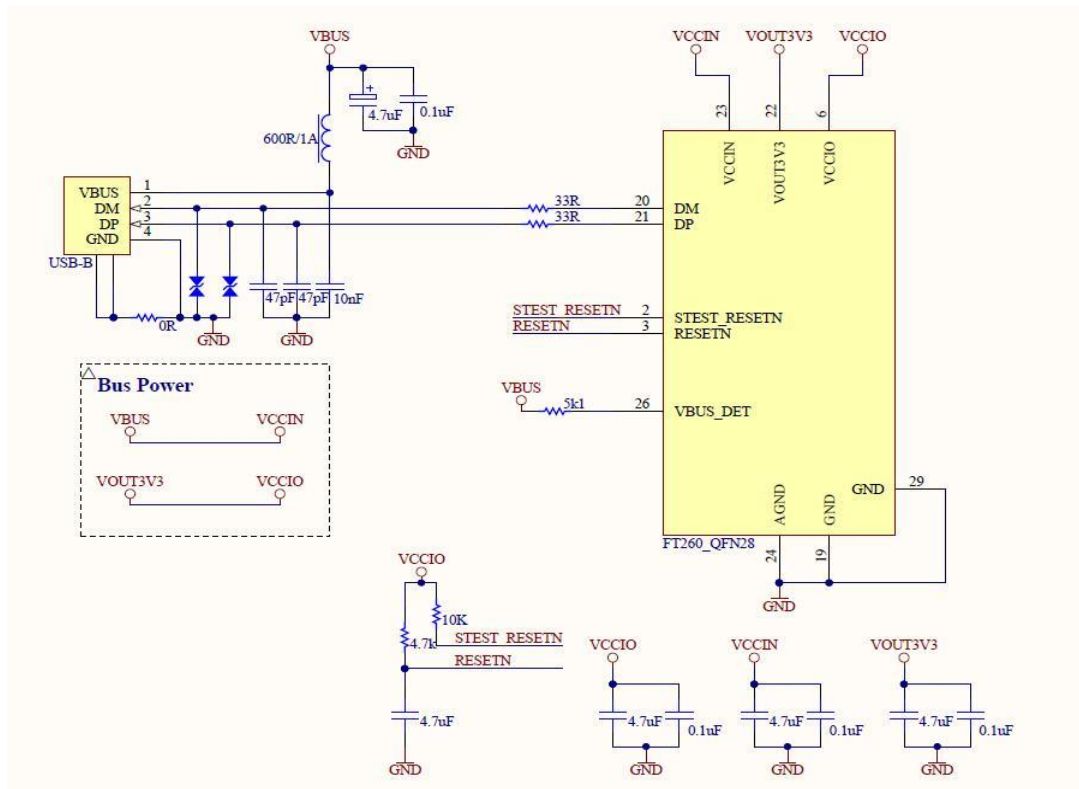 VBUS
VCCIN VOUT3V3 VCCIO
+
4.7uF 0.1uF
GND
600R/1A
23 22 6
VCCIN VOUT3V3 VCCIO
VBUS 1
DM 2
DP 3
GND 4
USB-B
33R 20 DM
33R 21 DP
47pF 47pF 10nF
0R
GND GND
STEST_RESETN 2 STEST_RESETN
RESETN 3 RESETN
VBUS
5k1 26 VBUS_DET
Bus Power
VBUS VCCIN
VOUT3V3 VCCIO
GND 29
AGND GND
24 19
FT260_QFN28
GND
VCCIO
10K
4.7k
STEST_RESETN
RESETN
4.7uF
GND
VCCIO VCCIN VOUT3V3
4.7uF 0.1uF 4.7uF 0.1uF 4.7uF 0.1uF
GND GND GND